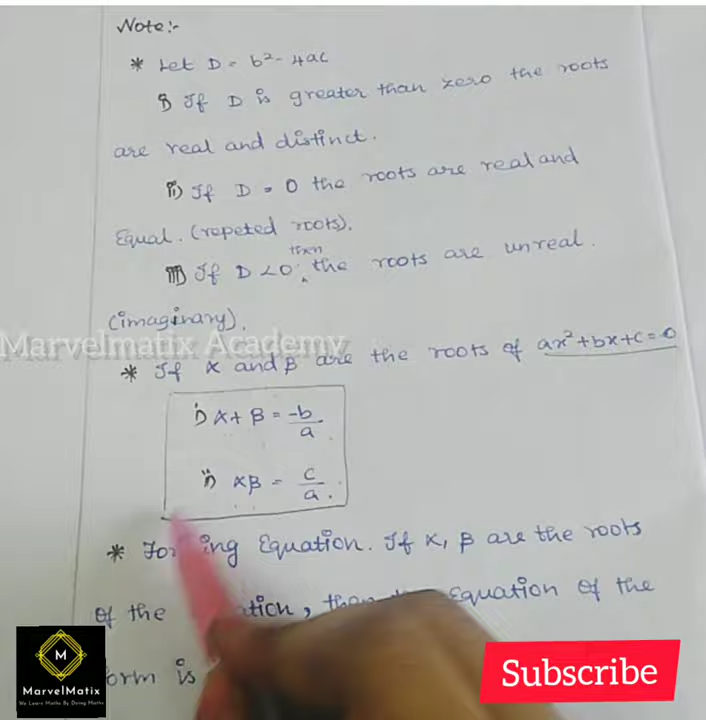 Note:-
* Let D = b² - 4ac
i) If D is greater than zero the roots
are real and distinct.
ii) If D = 0 the roots are real and
Equal. (repeted roots).
iii) If D < 0, then the roots are unreal.
(imaginary).
Marvelmatix Academy
* If α and β are the roots of ax² + bx + c = 0
i) α + β = -b/a
ii) αβ = c/a.
* Equation. If α, β are the roots
of the Equation of the
is
M
MarvelMatix
We Learn Maths By Doing Maths
Subscribe